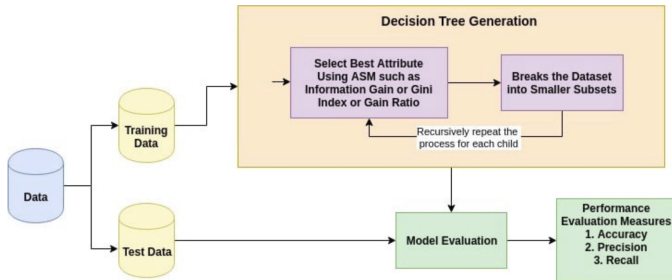 Decision Tree Generation
Select Best Attribute
Using ASM such as
Information Gain or Gini
Index or Gain Ratio
Breaks the Dataset
into Smaller Subsets
Recursively repeat the
process for each child
Training
Data
Data
Test Data
Model Evaluation
Performance
Evaluation Measures
1. Accuracy
2. Precision
3. Recall